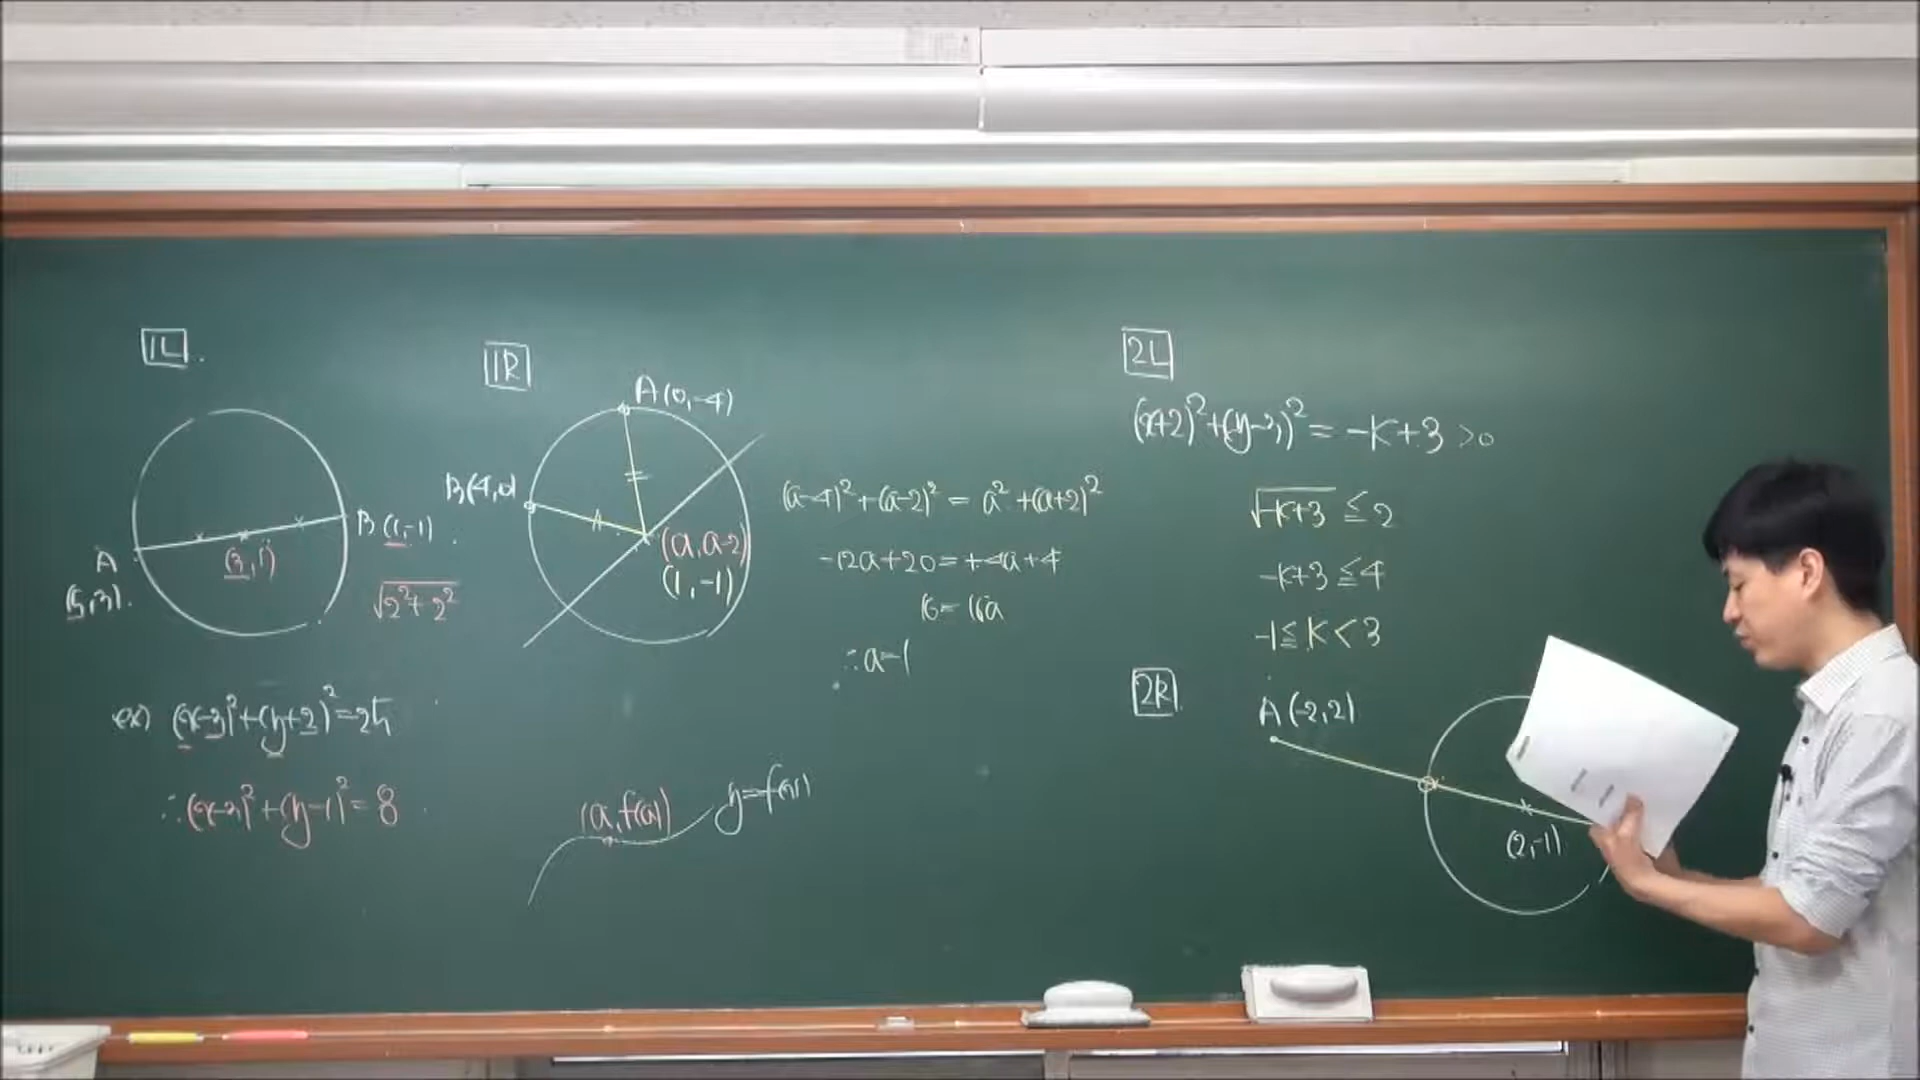 1L
A
(5,3).
(3,1)
B(1,-1)
√2²+2²
ex) (x-3)²+(y+2)²=25
∴(x-3)²+(y-1)²=8
1R
A(0,-4)
B(4,0)
(a,a-2)
(1,-1)
(a-4)²+(a-2)²=a²+(a+2)²
-12a+20=+4a+4
16=16a
∴a=1
(a,f(a))
y=f(x)
2L
(x+2)²+(y-3)²=-k+3>0
√-k+3≦2
-k+3≦4
-1≦k<3
2R
A(-2,2)
(2,-1)